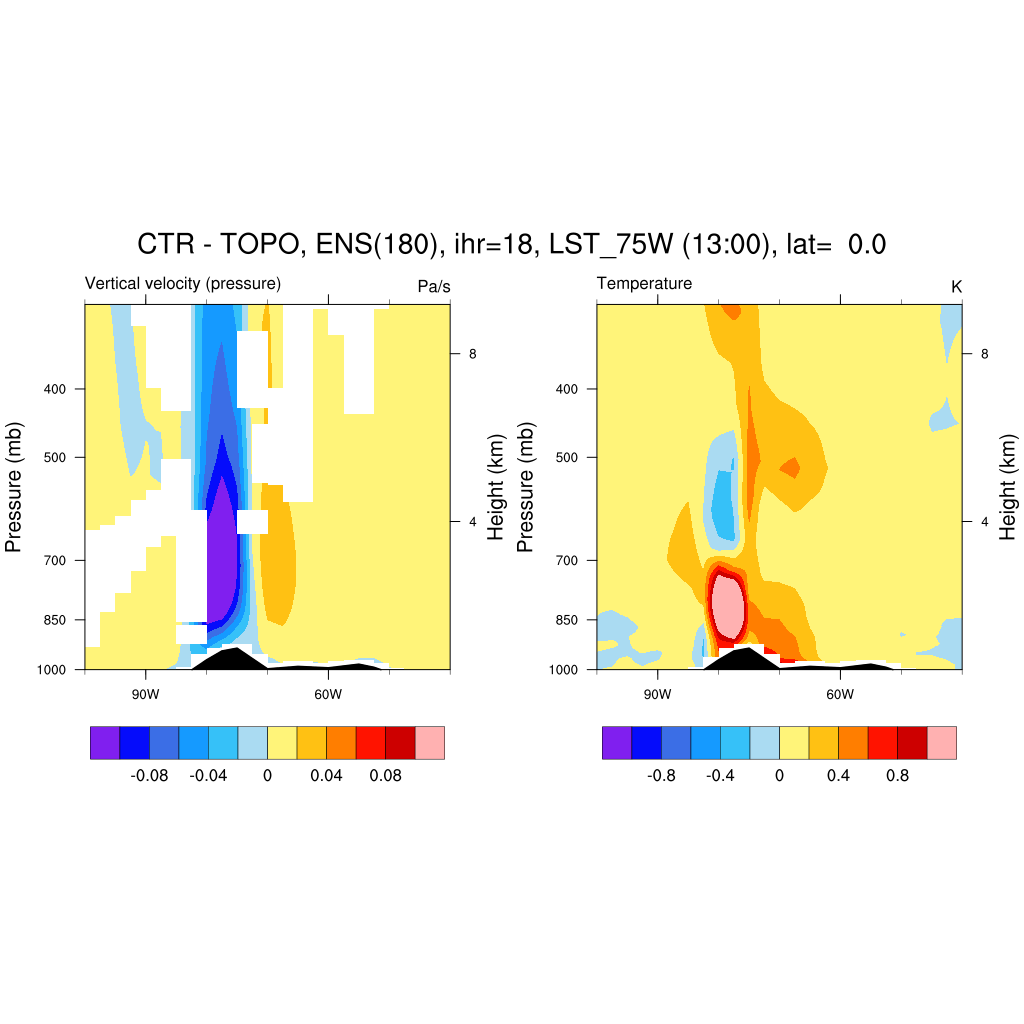 CTR - TOPO, ENS(180), ihr=18, LST_75W (13:00), lat=  0.0
Vertical velocity (pressure)
Pa/s
Pressure (mb)
400
500
700
850
1000
8
4
Height (km)
90W
60W
-0.08
-0.04
0
0.04
0.08
Temperature
K
Pressure (mb)
400
500
700
850
1000
8
4
Height (km)
90W
60W
-0.8
-0.4
0
0.4
0.8